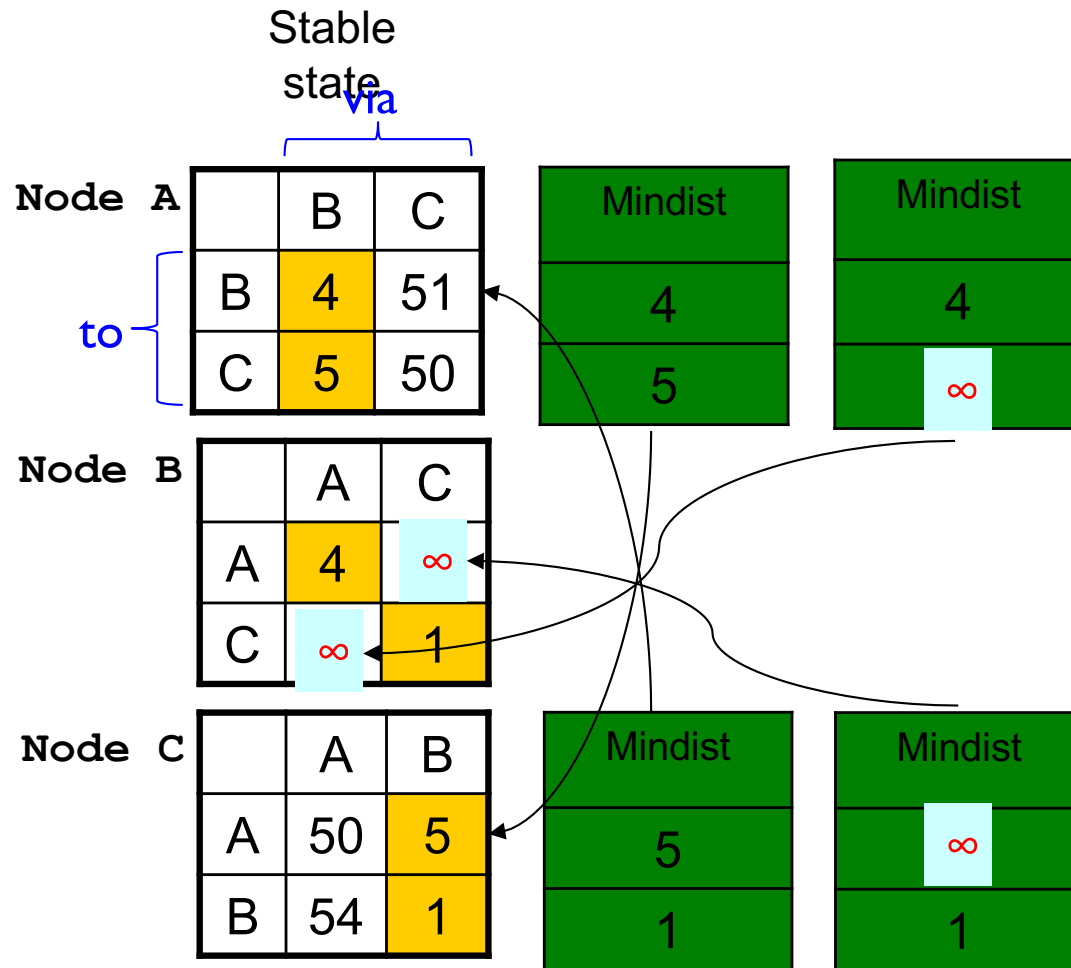 Stable
state
via
Node A
B C
B 4 51
C 5 50
to
Mindist
4
5
Mindist
4
∞
Node B
A C
A 4 ∞
C ∞ 1
Node C
A B
A 50 5
B 54 1
Mindist
5
1
Mindist
∞
1